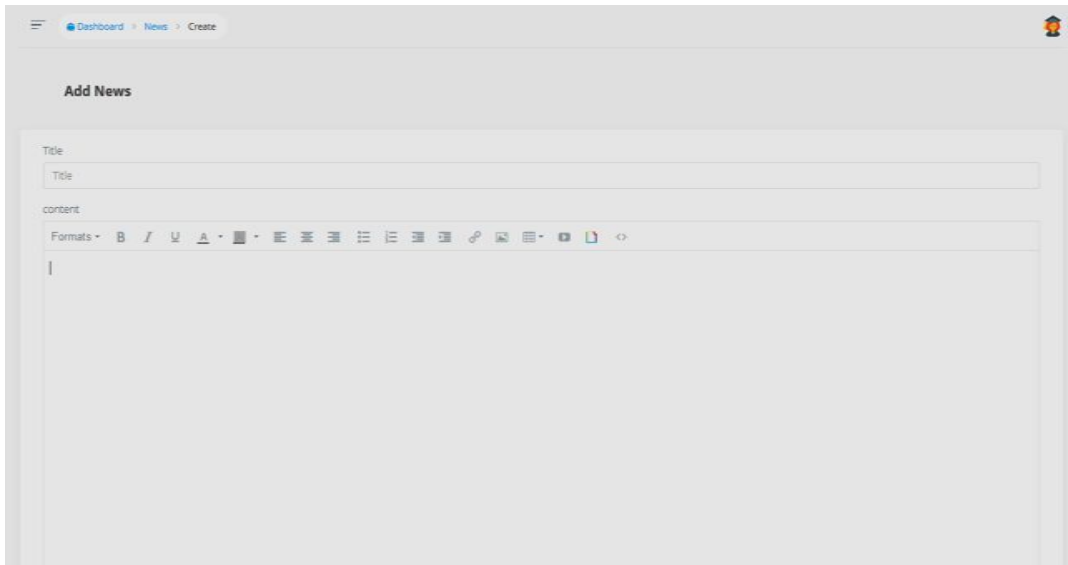 Dashboard > News > Create
Add News
Title
Title
content
Formats B I U A